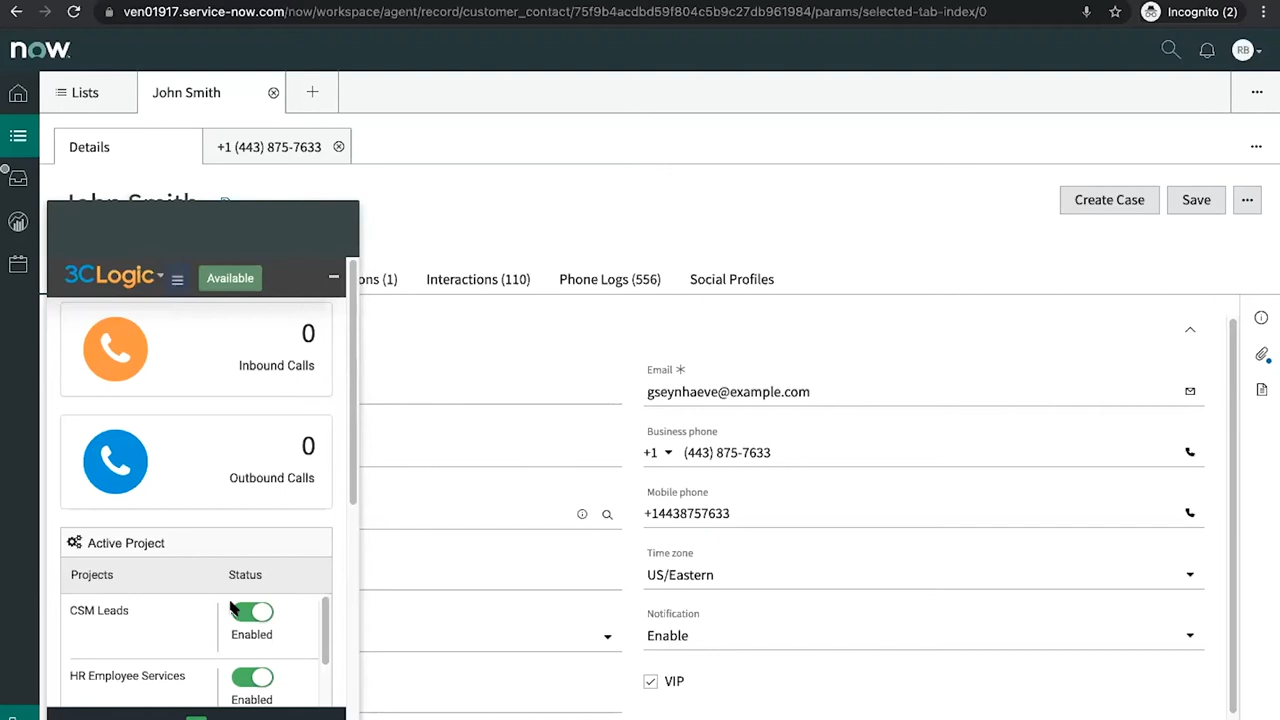 ven01917.service-now.com/now/workspace/agent/record/customer_contact/75f9b4acdbd59f804c5b9c27db961984/params/selected-tab-index/0
Incognito (2)
now
RB
Lists
John Smith
Details
+1 (443) 875-7633
John Smith
Create Case
Save
3CLogic
Available
ons (1)
Interactions (110)
Phone Logs (556)
Social Profiles
0
Inbound Calls
0
Outbound Calls
Active Project
Projects
Status
CSM Leads
Enabled
HR Employee Services
Enabled
Email *
gseynhaeve@example.com
Business phone
+1
(443) 875-7633
Mobile phone
+14438757633
Time zone
US/Eastern
Notification
Enable
VIP